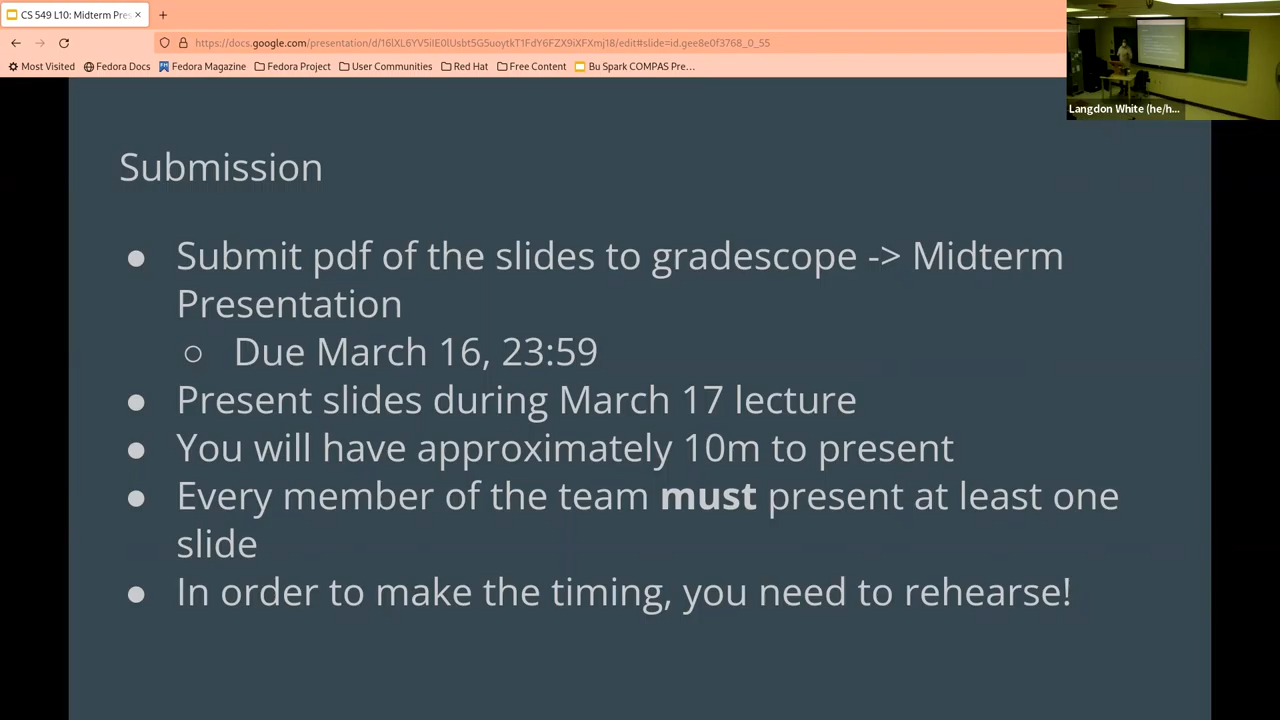 CS 549 L10: Midterm Pres
https://docs.google.com/presentation/d/16lXL6YV5iIE0lUsbt5G5uoytkT1FdY6FZX9iXFXmj18/edit#slide=id.gee8e0f3768_0_55
Most Visited Fedora Docs Fedora Magazine Fedora Project User Communities Red Hat Free Content Bu Spark COMPAS Pre…
Langdon White (he/h...
Submission
● Submit pdf of the slides to gradescope -> Midterm
Presentation
○ Due March 16, 23:59
● Present slides during March 17 lecture
● You will have approximately 10m to present
● Every member of the team must present at least one
slide
● In order to make the timing, you need to rehearse!